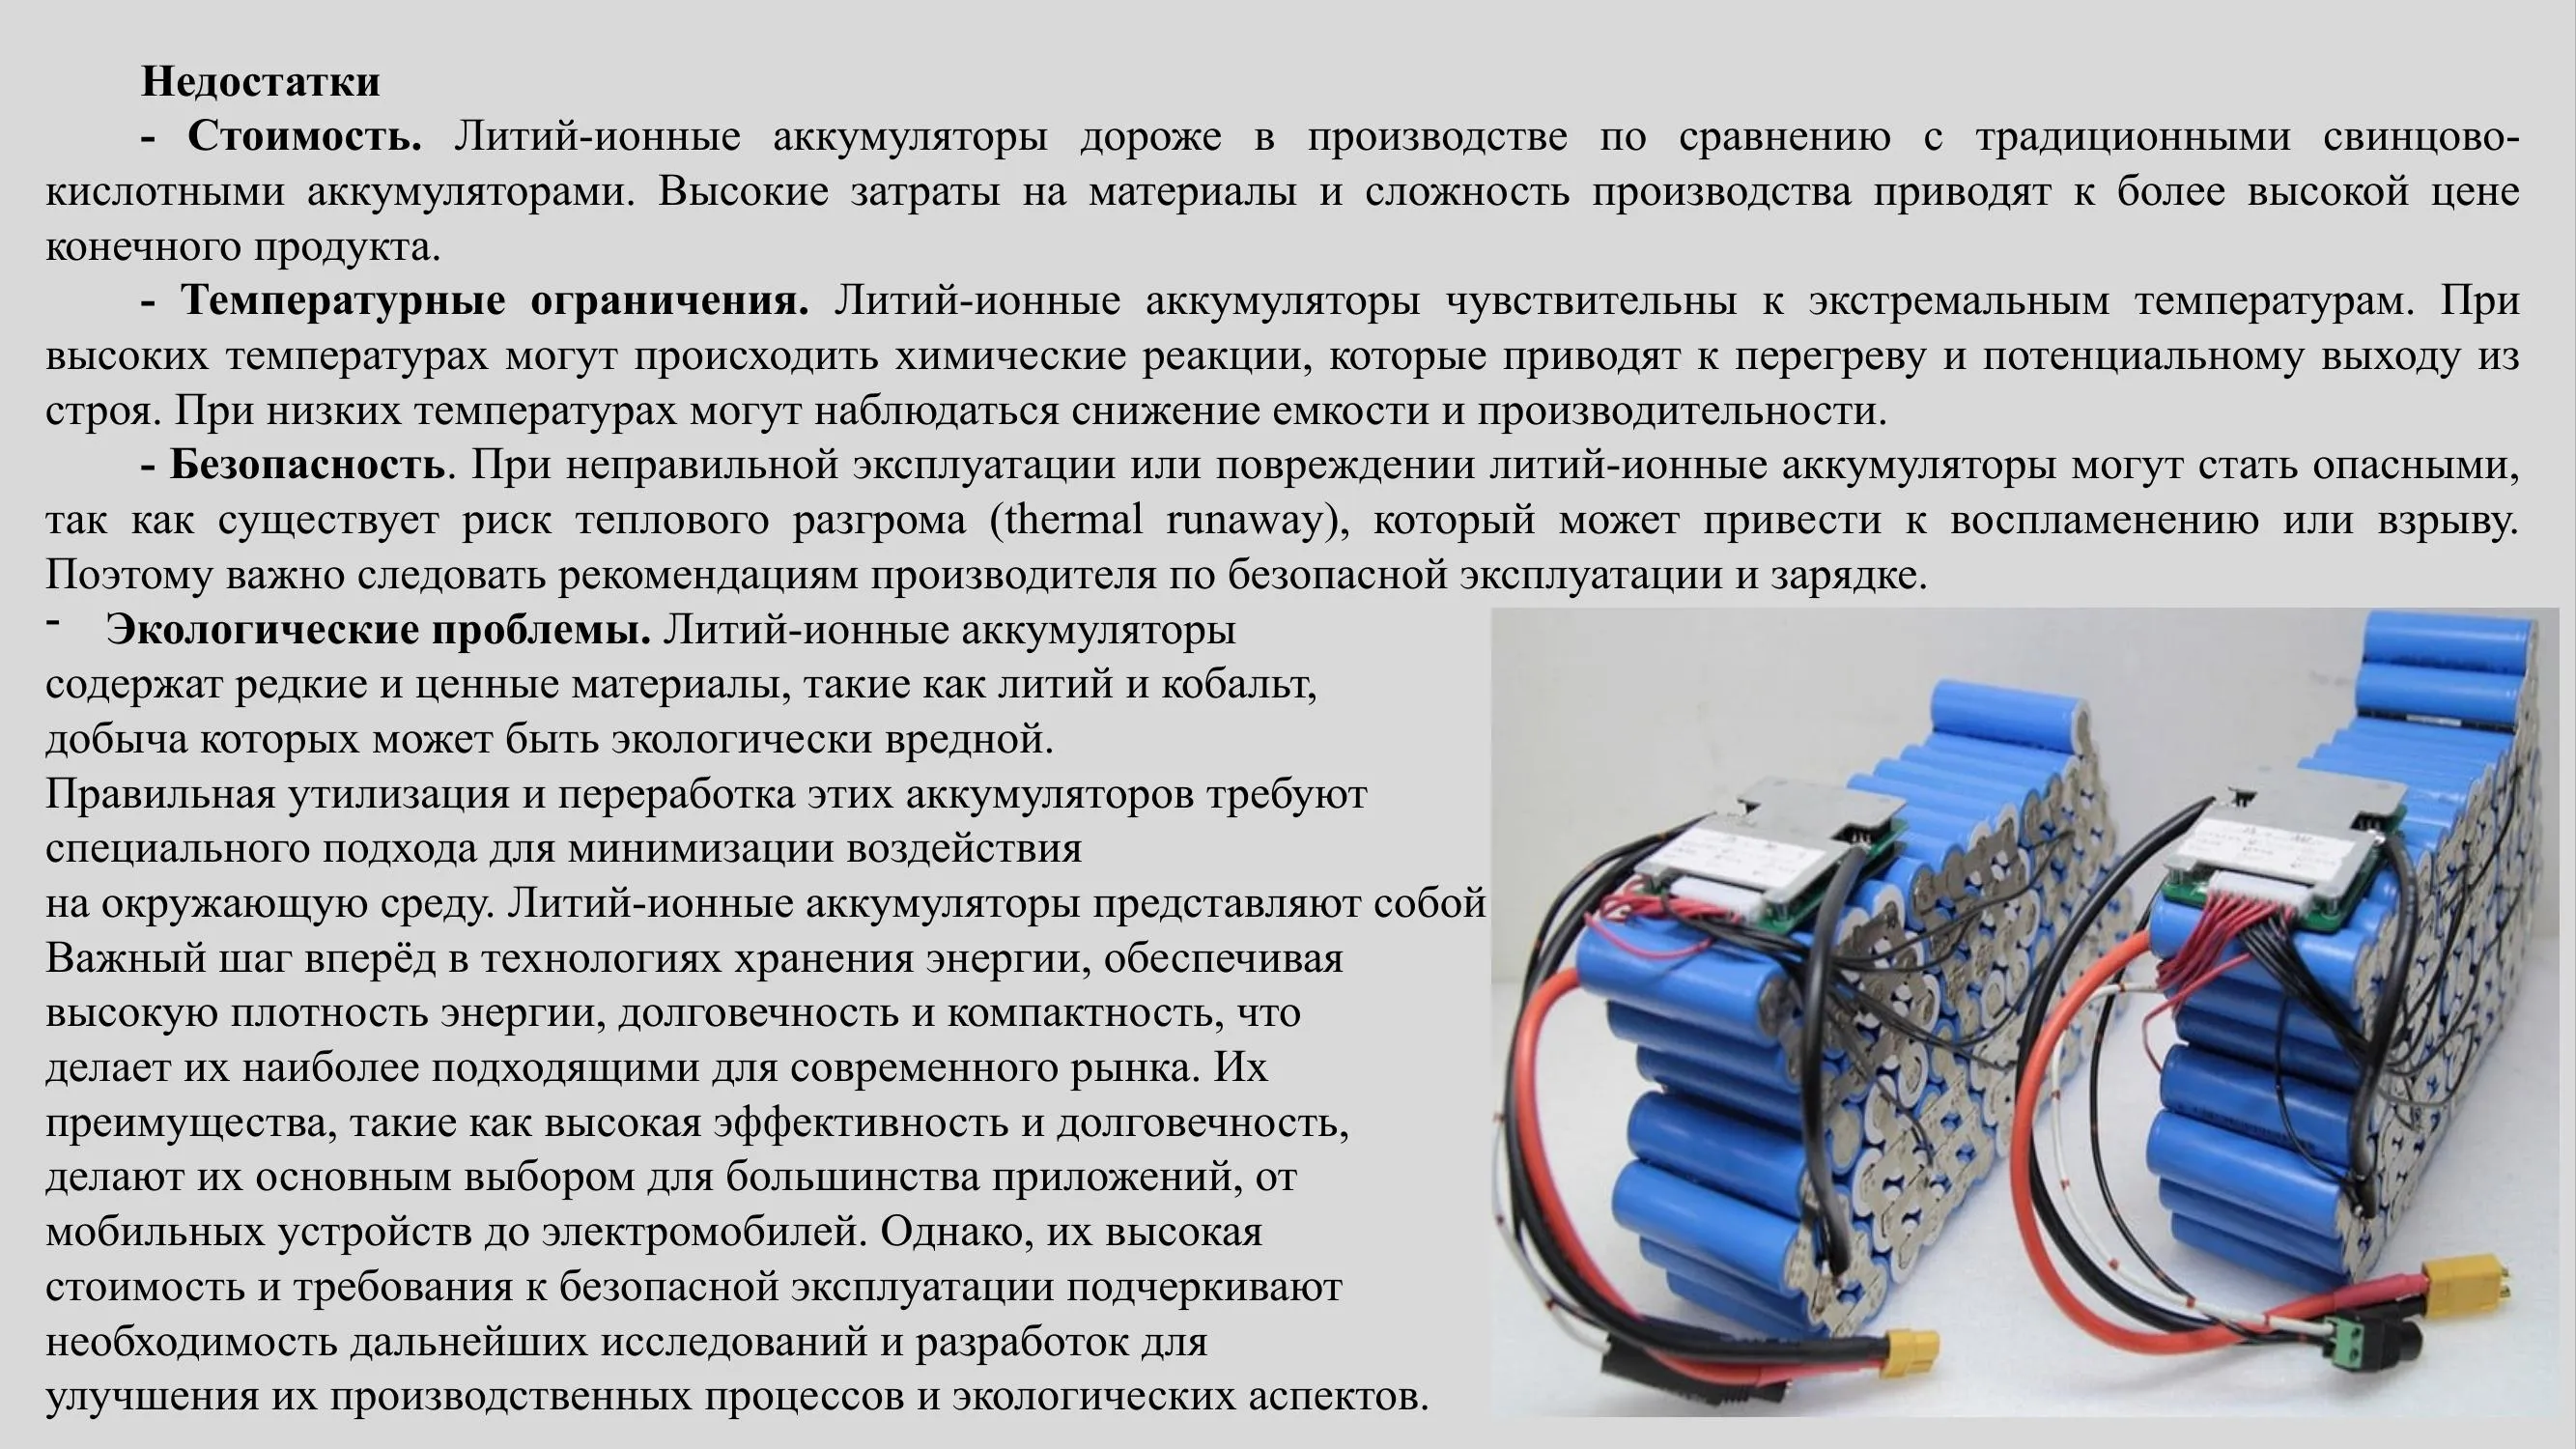 Недостатки
- Стоимость. Литий-ионные аккумуляторы дороже в производстве по сравнению с традиционными свинцово-
кислотными аккумуляторами. Высокие затраты на материалы и сложность производства приводят к более высокой цене
конечного продукта.
- Температурные ограничения. Литий-ионные аккумуляторы чувствительны к экстремальным температурам. При
высоких температурах могут происходить химические реакции, которые приводят к перегреву и потенциальному выходу из
строя. При низких температурах могут наблюдаться снижение емкости и производительности.
- Безопасность. При неправильной эксплуатации или повреждении литий-ионные аккумуляторы могут стать опасными,
так как существует риск теплового разгрома (thermal runaway), который может привести к воспламенению или взрыву.
Поэтому важно следовать рекомендациям производителя по безопасной эксплуатации и зарядке.
- Экологические проблемы. Литий-ионные аккумуляторы
содержат редкие и ценные материалы, такие как литий и кобальт,
добыча которых может быть экологически вредной.
Правильная утилизация и переработка этих аккумуляторов требуют
специального подхода для минимизации воздействия
на окружающую среду. Литий-ионные аккумуляторы представляют собой
Важный шаг вперёд в технологиях хранения энергии, обеспечивая
высокую плотность энергии, долговечность и компактность, что
делает их наиболее подходящими для современного рынка. Их
преимущества, такие как высокая эффективность и долговечность,
делают их основным выбором для большинства приложений, от
мобильных устройств до электромобилей. Однако, их высокая
стоимость и требования к безопасной эксплуатации подчеркивают
необходимость дальнейших исследований и разработок для
улучшения их производственных процессов и экологических аспектов.